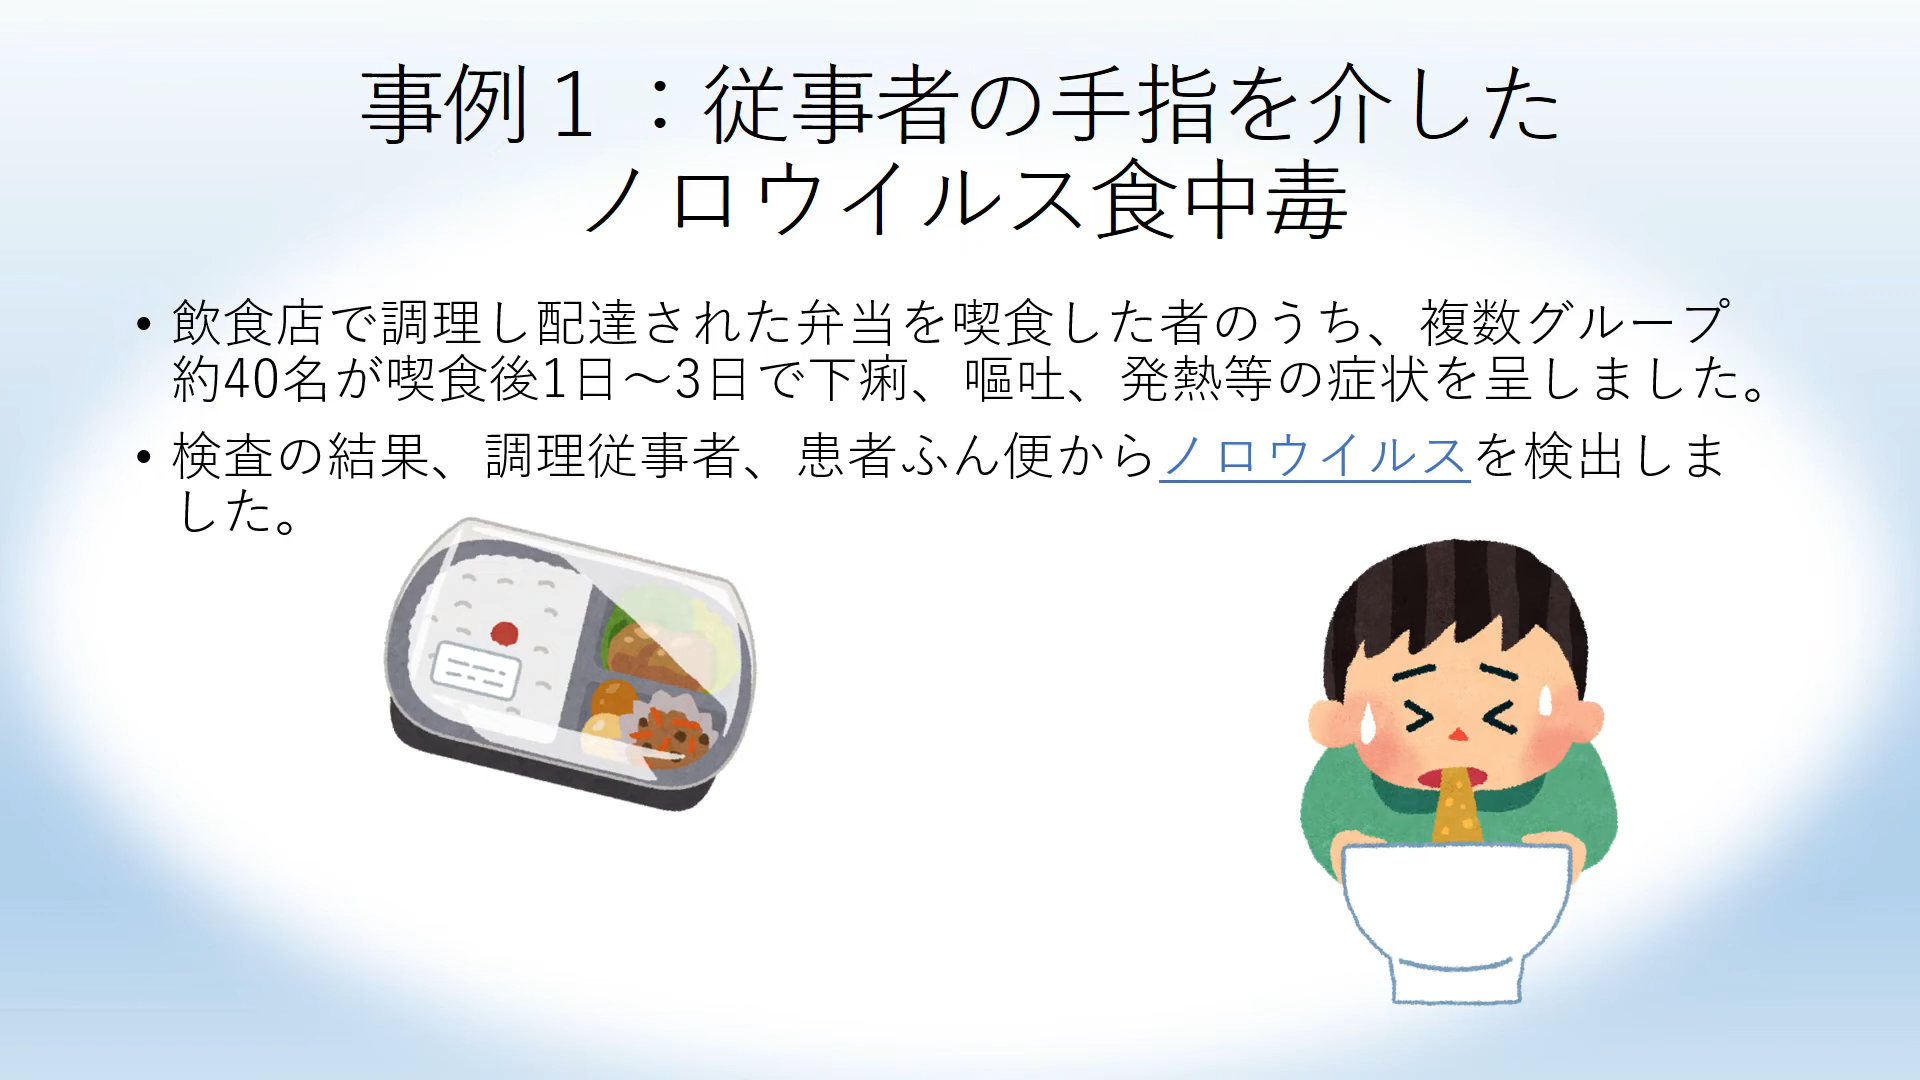 事例１：従事者の手指を介した
ノロウイルス食中毒
• 飲食店で調理し配達された弁当を喫食した者のうち、複数グループ
約40名が喫食後1日～3日で下痢、嘔吐、発熱等の症状を呈しました。
• 検査の結果、調理従事者、患者ふん便からノロウイルスを検出しま
した。